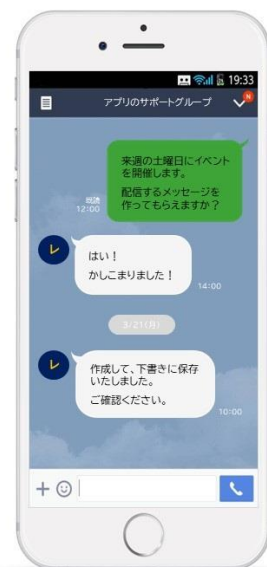 19:33
アプリのサポートグループ
N
来週の土曜日にイベント
を開催します。
配信するメッセージを
作ってもらえますか？
既読
12:00
はい！
かしこまりました！
14:00
3/21(月)
作成して、下書きに保存
いたしました。
ご確認ください。
10:00